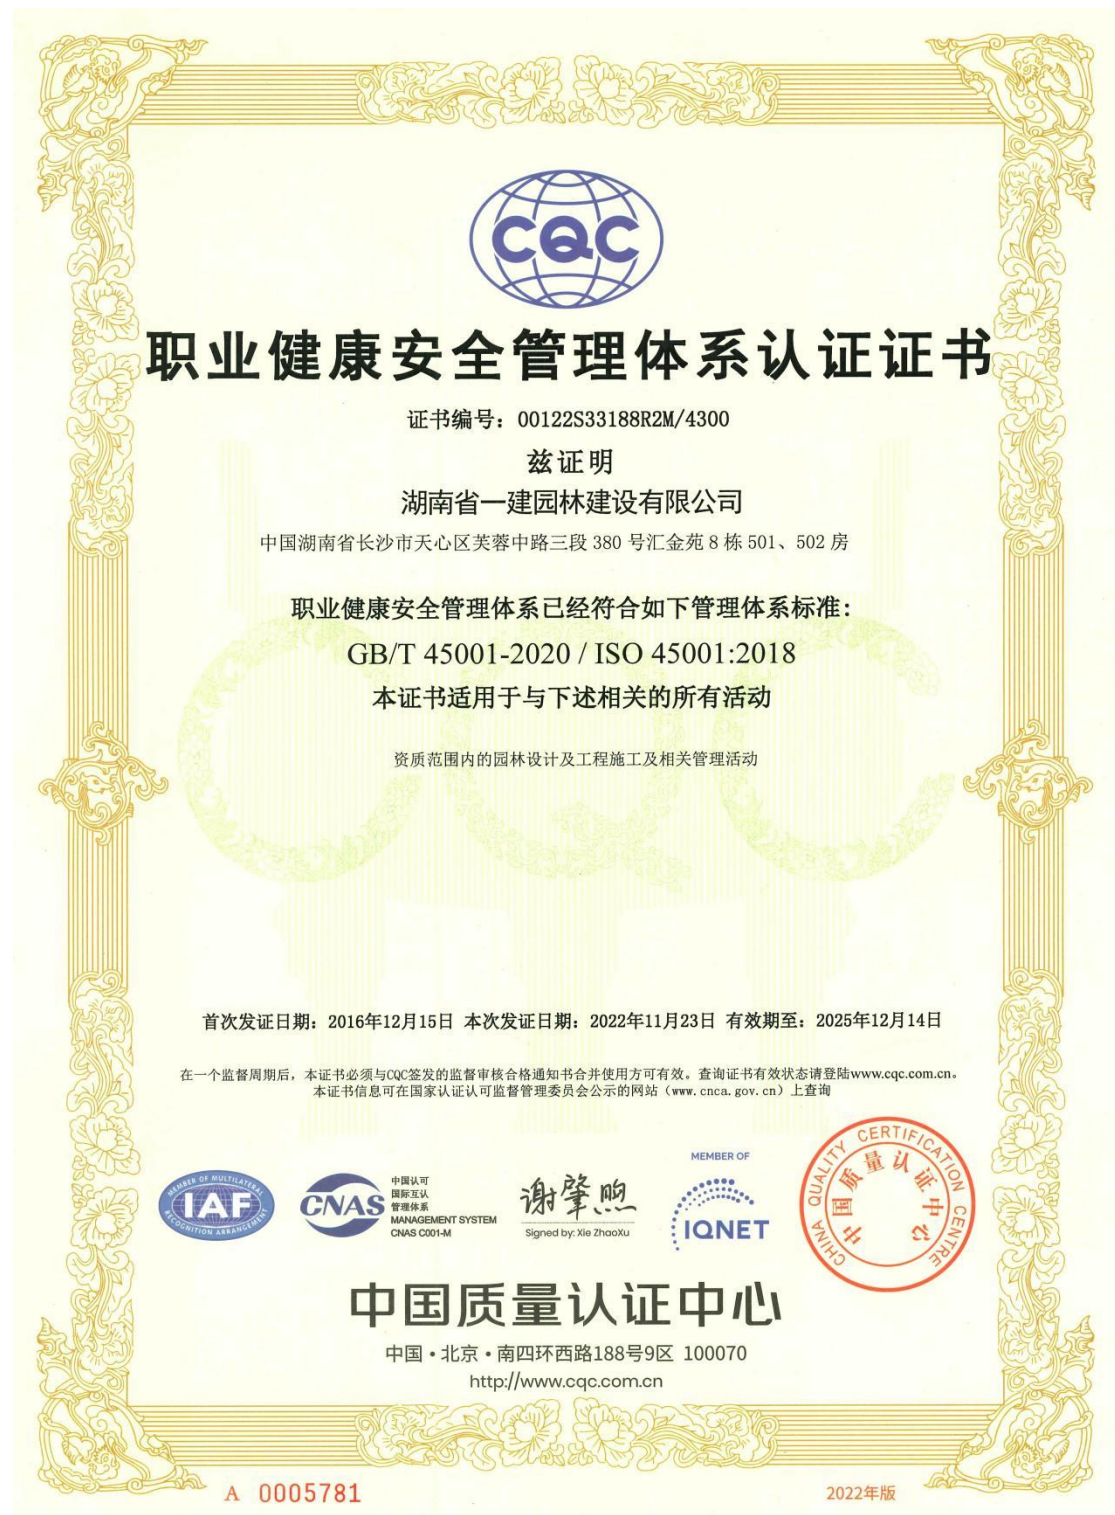 CQC
职业健康安全管理体系认证证书
证书编号：00122S33188R2M/4300
兹证明
湖南省一建园林建设有限公司
中国湖南省长沙市天心区芙蓉中路三段 380 号汇金苑 8 栋 501、502 房
职业健康安全管理体系已经符合如下管理体系标准：
GB/T 45001-2020 / ISO 45001:2018
本证书适用于与下述相关的所有活动
资质范围内的园林设计及工程施工及相关管理活动
首次发证日期：2016年12月15日 本次发证日期：2022年11月23日 有效期至：2025年12月14日
在一个监督周期后，本证书必须与CQC签发的监督审核合格通知书合并使用方可有效。查询证书有效状态请登陆www.cqc.com.cn。
本证书信息可在国家认证认可监督管理委员会公示的网站（www.cnca.gov.cn）上查询
MEMBER OF MULTILATERAL
IAF
RECOGNITION ARRANGEMENT
CNAS
中国认可
国际互认
管理体系
MANAGEMENT SYSTEM
CNAS C001-M
谢肇煦
Signed by: Xie ZhaoXu
MEMBER OF
IQNET
CHINA QUALITY CERTIFICATION CENTRE
中国质量认证中心
中国质量认证中心
中国·北京·南四环西路188号9区 100070
http://www.cqc.com.cn
A 0005781
2022年版